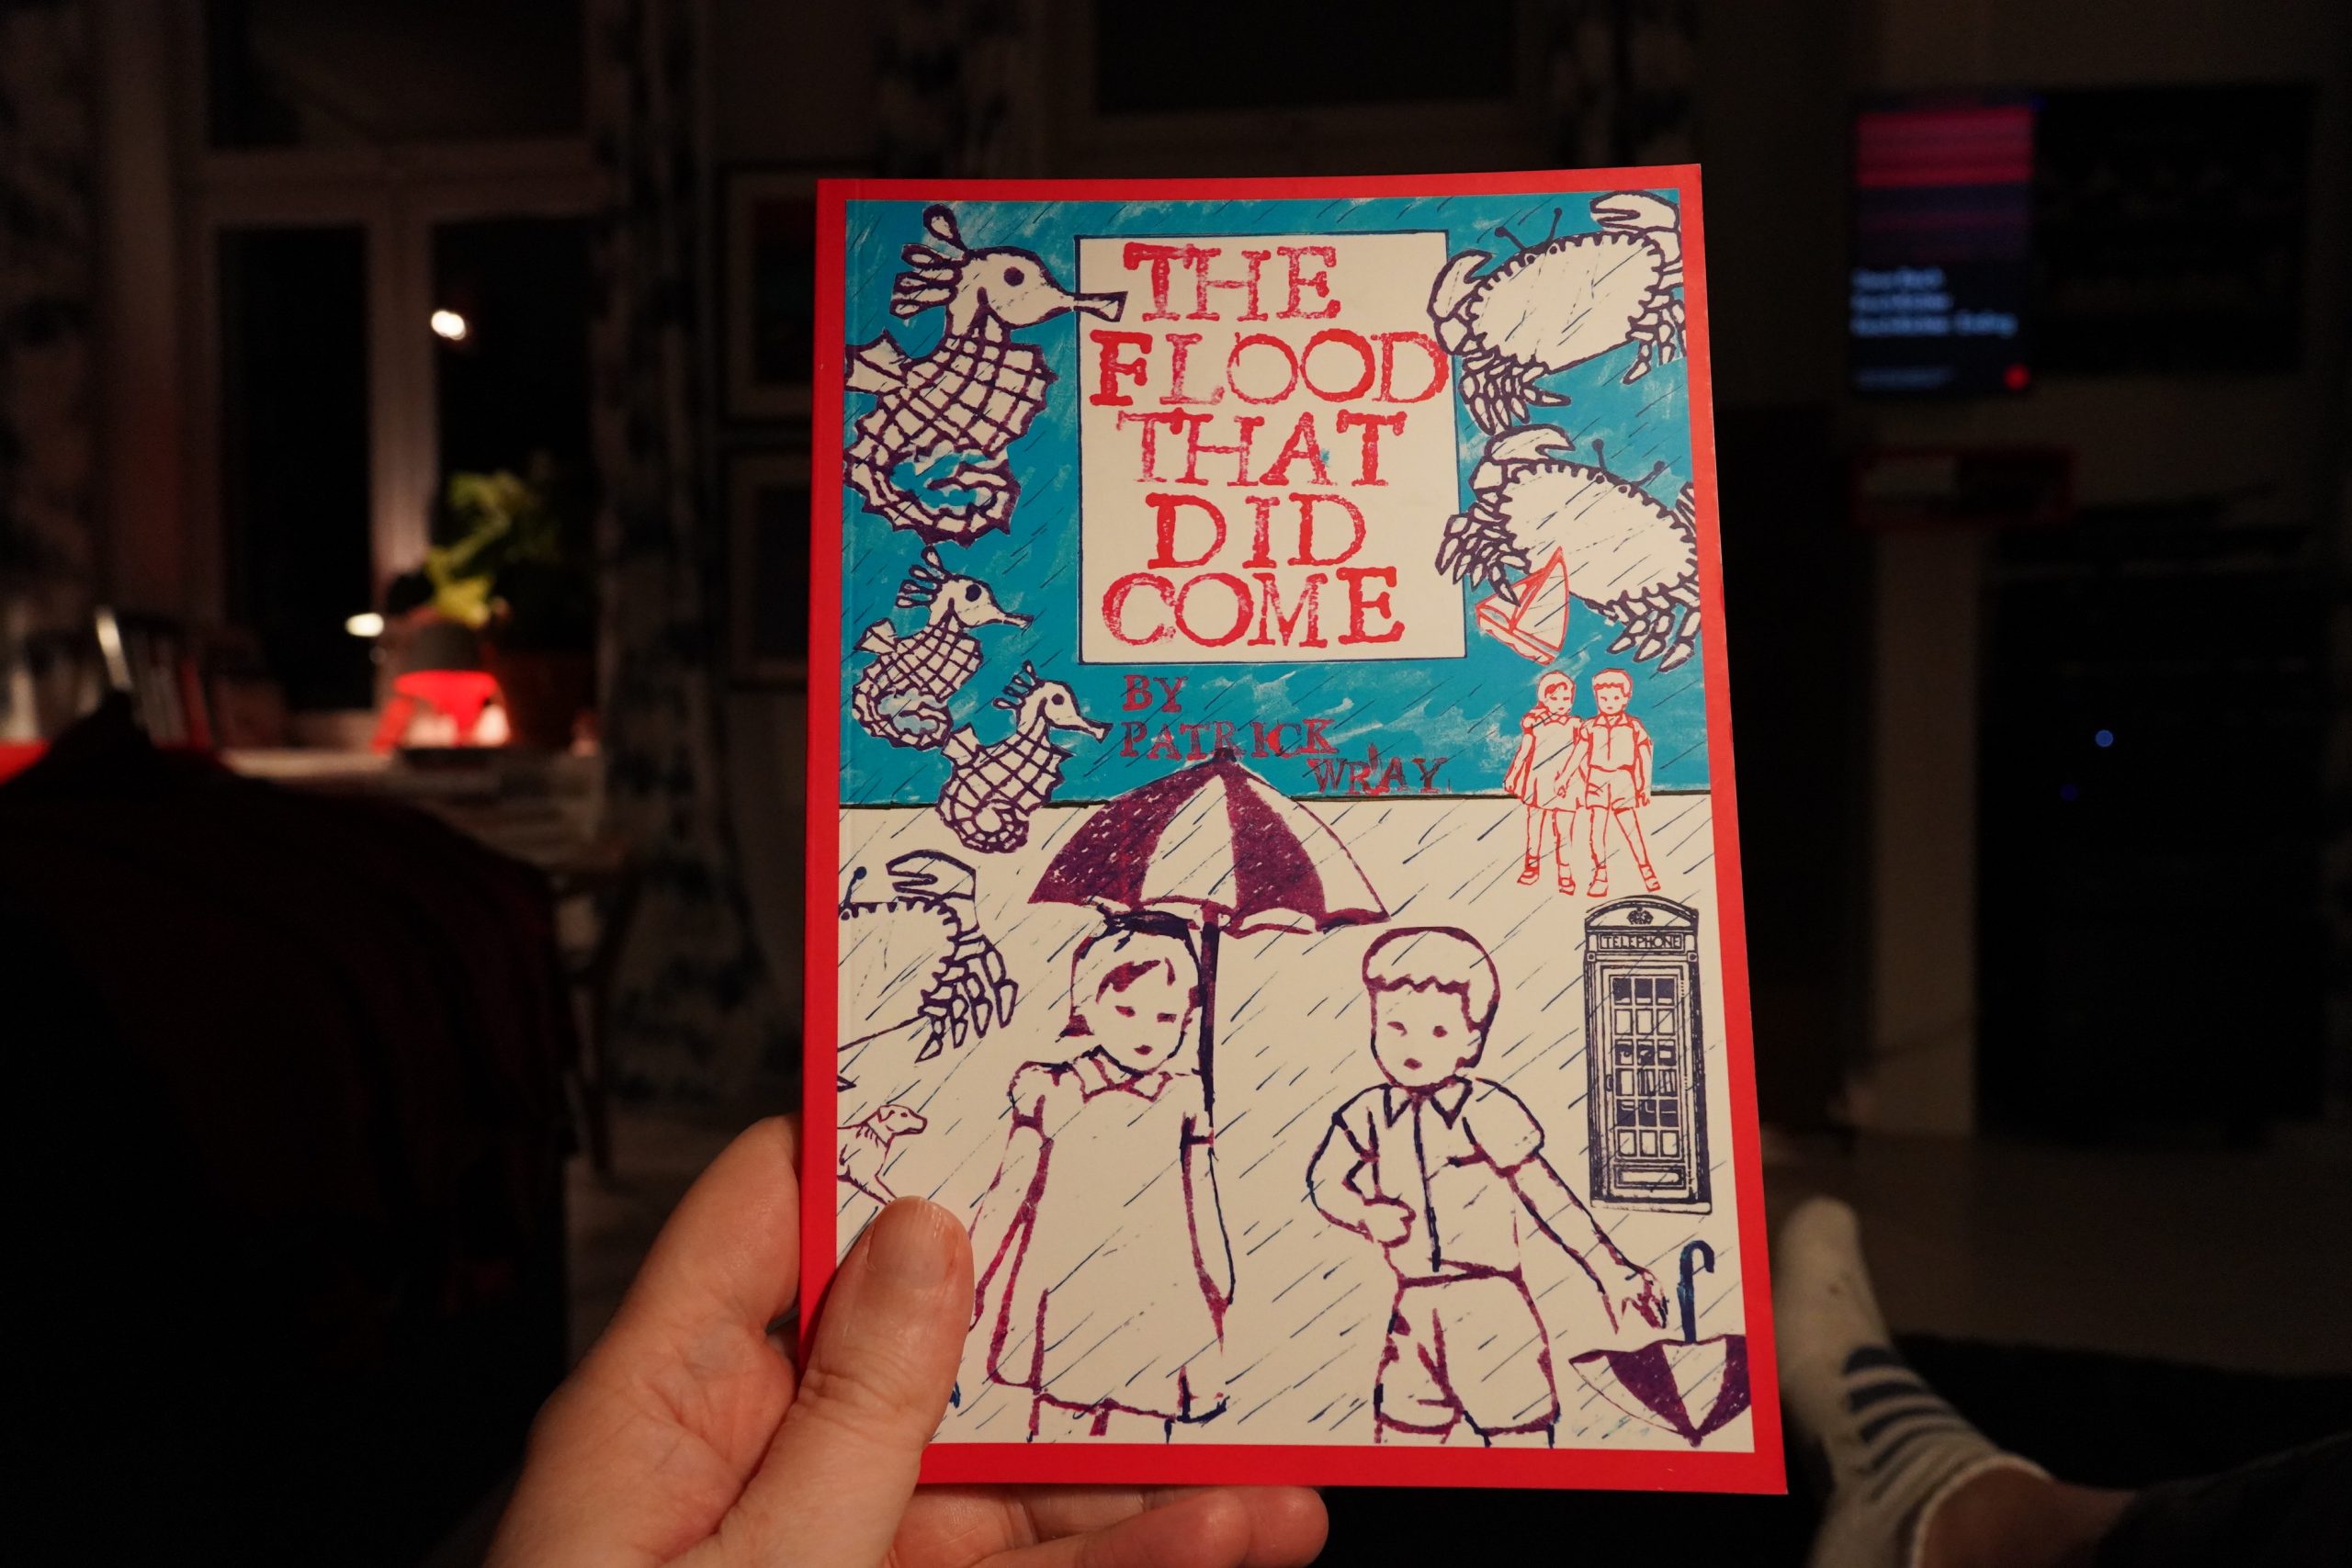 THE
FLOOD
THAT
DID
COME
BY
PATRICK
WRAY
TELEPHONE